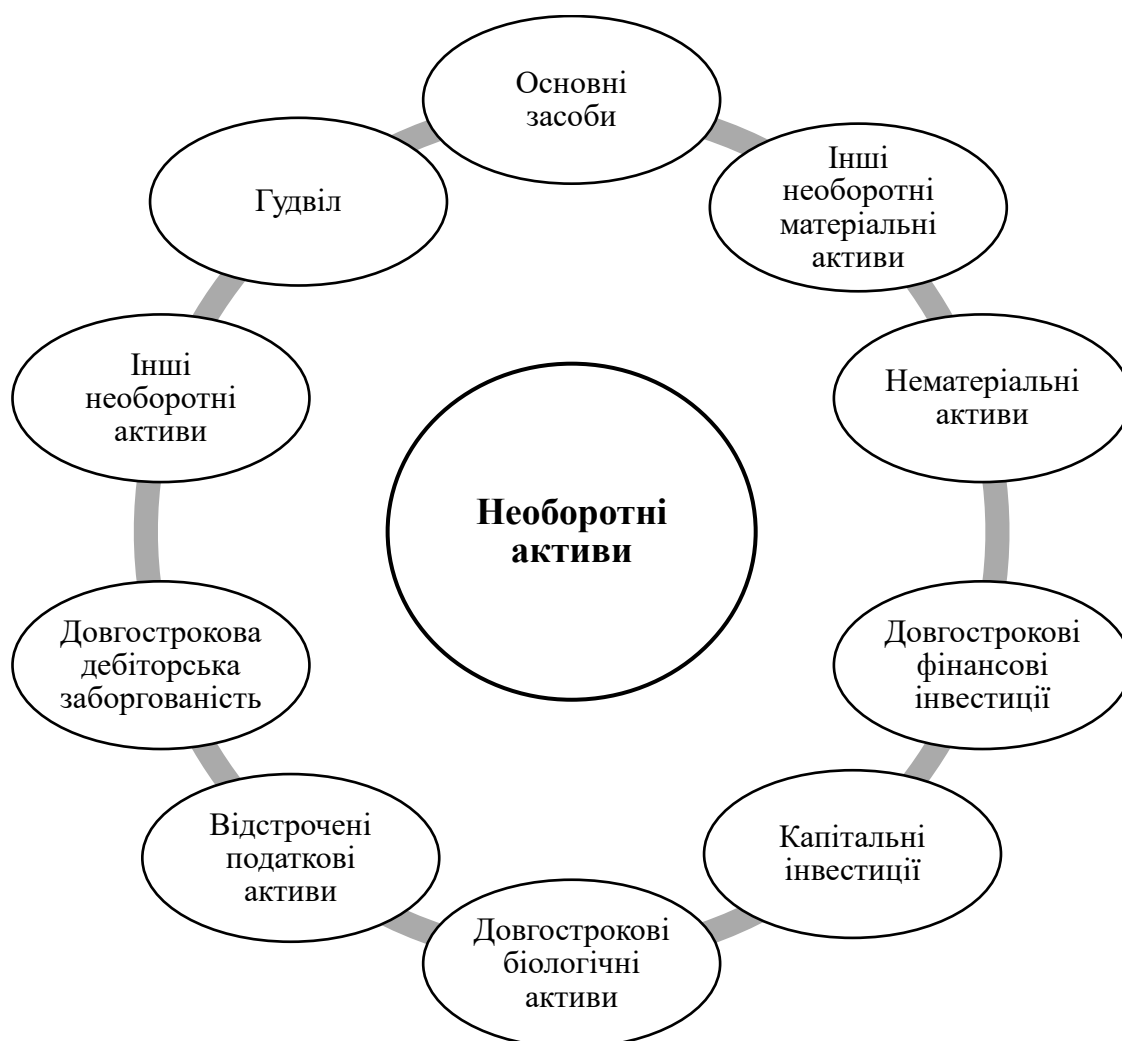 Основні
засоби
Інші
необоротні
матеріальні
активи
Нематеріальні
активи
Довгострокові
фінансові
інвестиції
Капітальні
інвестиції
Довгострокові
біологічні
активи
Відстрочені
податкові
активи
Довгострокова
дебіторська
заборгованість
Інші
необоротні
активи
Гудвіл
Необоротні
активи